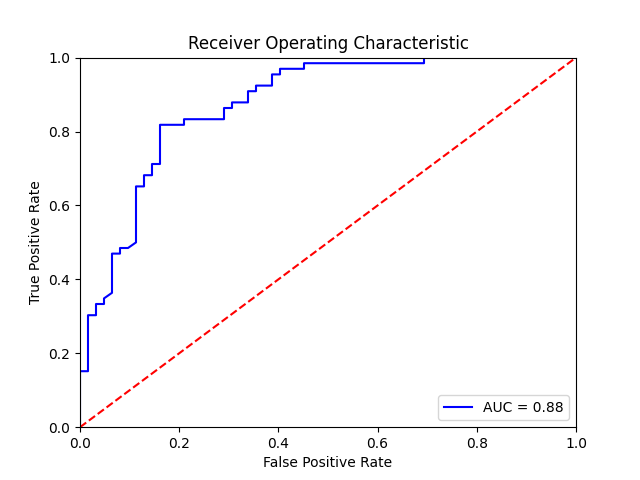 Receiver Operating Characteristic
1.0
0.8
0.6
0.4
0.2
0.0
True Positive Rate
AUC = 0.88
0.0 0.2 0.4 0.6 0.8 1.0
False Positive Rate